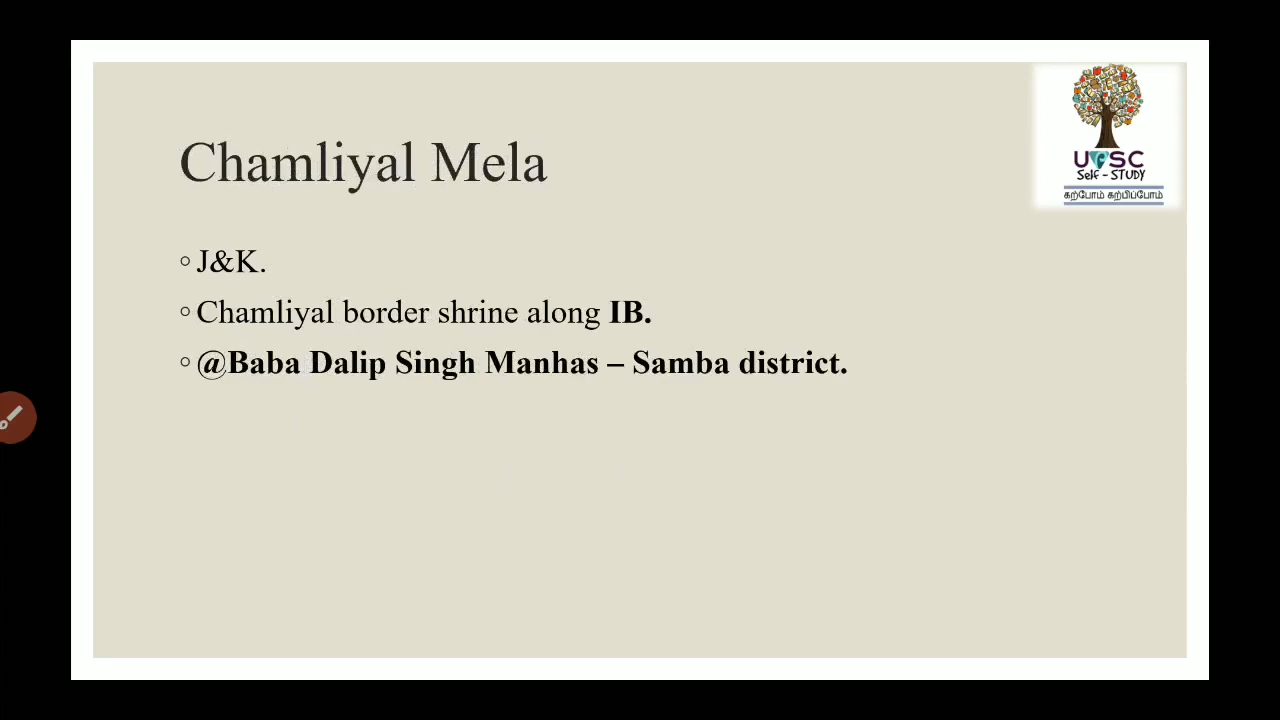 Chamliyal Mela
UPSC
Self - STUDY
கற்போம் கற்பிப்போம்
◦ J&K.
◦ Chamliyal border shrine along IB.
◦ @Baba Dalip Singh Manhas – Samba district.